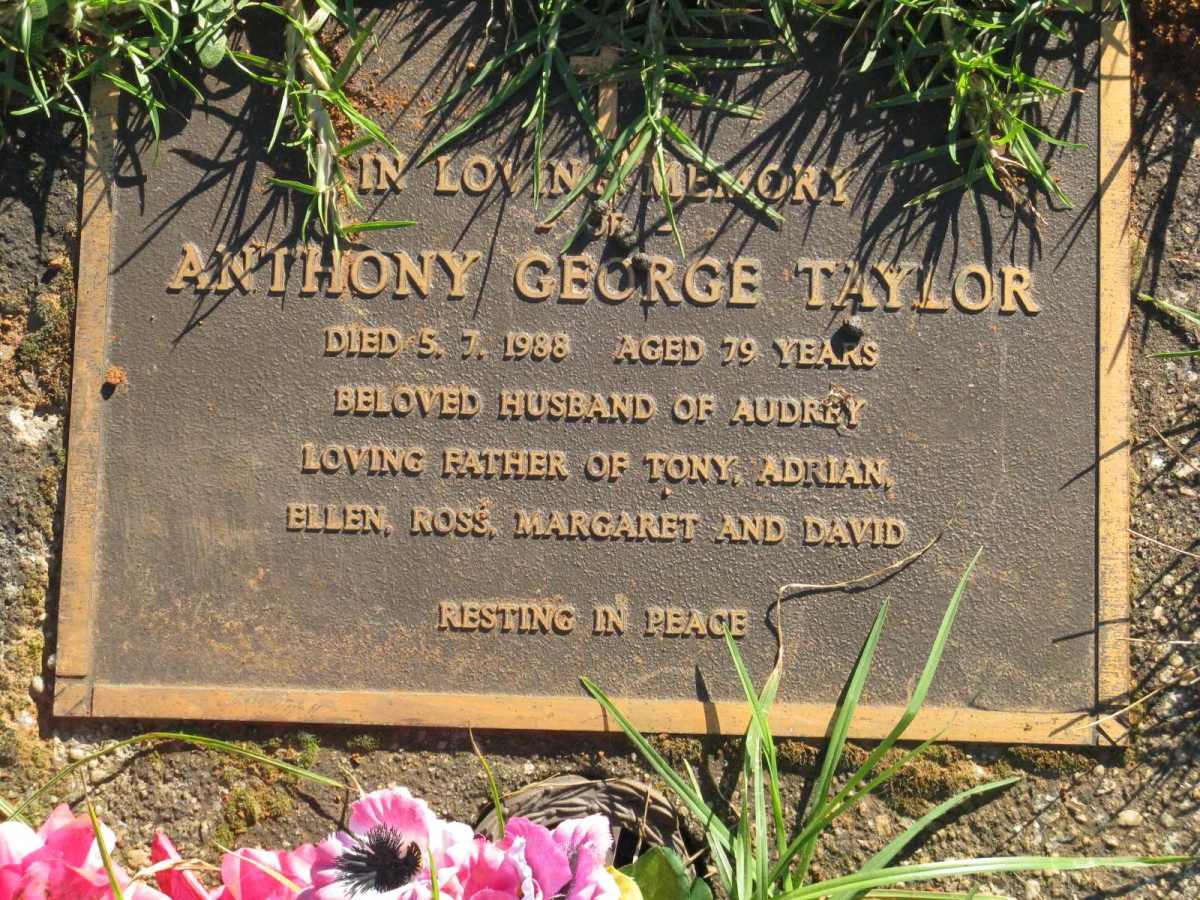 IN LOVING MEMORY
OF
ANTHONY GEORGE TAYLOR
DIED 5. 7. 1988 AGED 79 YEARS
BELOVED HUSBAND OF AUDREY
LOVING FATHER OF TONY, ADRIAN,
ELLEN, ROSS, MARGARET AND DAVID
RESTING IN PEACE